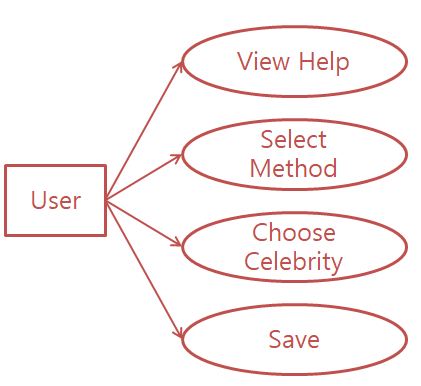 View Help
Select
Method
User
Choose
Celebrity
Save